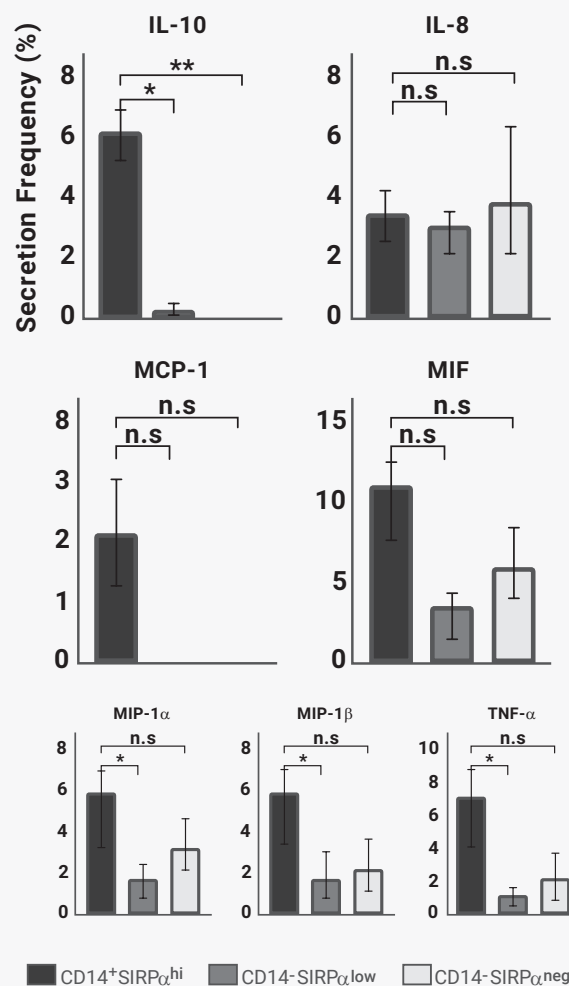 IL-10
IL-8
Secretion Frequency (%)
8
6
4
2
0
**
*
8
6
4
2
0
n.s
n.s
MCP-1
MIF
8
3
2
1
0
n.s
n.s
15
10
5
0
n.s
n.s
MIP-1α
MIP-1β
TNF-α
8
6
4
2
0
n.s
*
8
6
4
2
0
n.s
*
10
8
6
4
2
0
n.s
*
CD14⁺SIRPα^hi CD14-SIRPα^low CD14-SIRPα^neg